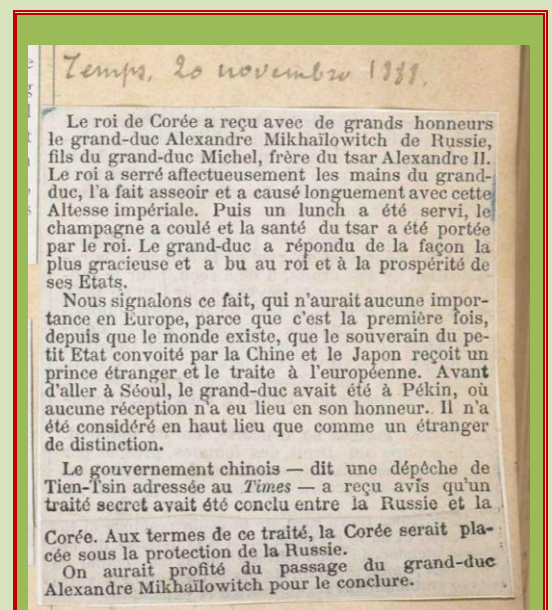 Temps, 20 novembre 1888.
Le roi de Corée a reçu avec de grands honneurs
le grand-duc Alexandre Mikhaïlowitch de Russie,
fils du grand-duc Michel, frère du tsar Alexandre II.
Le roi a serré affectueusement les mains du grand-
duc, l'a fait asseoir et a causé longuement avec cette
Altesse impériale. Puis un lunch a été servi, le
champagne a coulé et la santé du tsar a été portée
par le roi. Le grand-duc a répondu de la façon la
plus gracieuse et a bu au roi et à la prospérité de
ses Etats.
Nous signalons ce fait, qui n'aurait aucune impor-
tance en Europe, parce que c'est la première fois,
depuis que le monde existe, que le souverain du pe-
tit Etat convoité par la Chine et le Japon reçoit un
prince étranger et le traite à l'européenne. Avant
d'aller à Séoul, le grand-duc avait été à Pékin, où
aucune réception n'a eu lieu en son honneur. Il n'a
été considéré en haut lieu que comme un étranger
de distinction.
Le gouvernement chinois — dit une dépêche de
Tien-Tsin adressée au Times — a reçu avis qu'un
traité secret avait été conclu entre la Russie et la
Corée. Aux termes de ce traité, la Corée serait pla-
cée sous la protection de la Russie.
On aurait profité du passage du grand-duc
Alexandre Mikhaïlowitch pour le conclure.